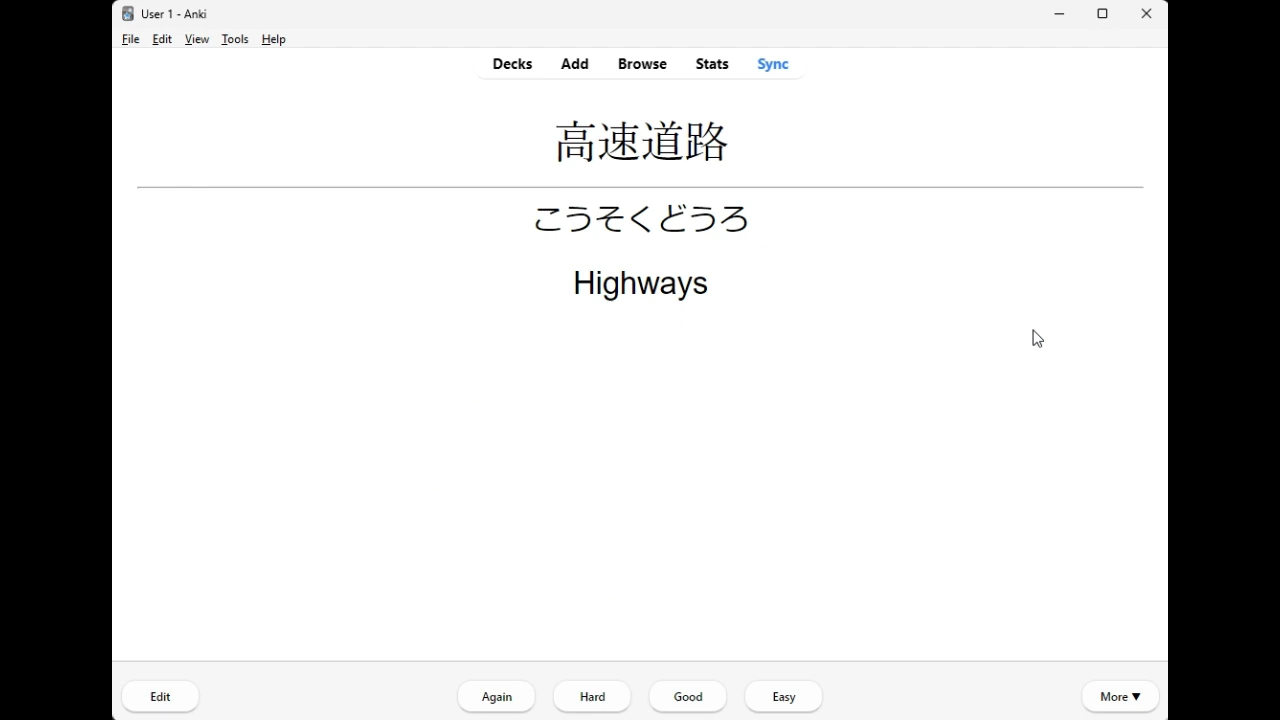 User 1 - Anki
File Edit View Tools Help
Decks Add Browse Stats Sync
高速道路
こうそくどうろ
Highways
Edit Again Hard Good Easy More ▼